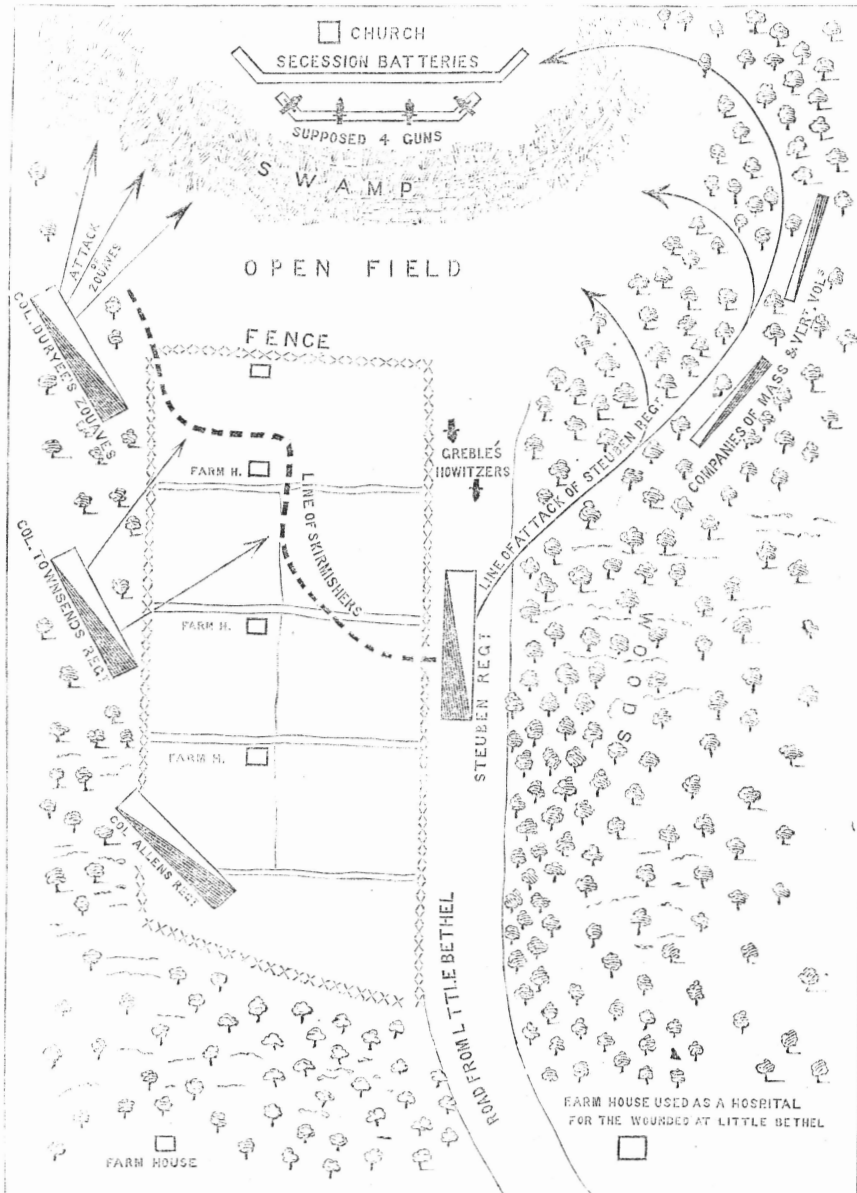 CHURCH
SECESSION BATTERIES
SUPPOSED 4 GUNS
SWAMP
ATTACK
OF
ZOUAVES
OPEN FIELD
COL. DURYEE'S ZOUAVES
FENCE
COMPANIES OF MASS & VERT. VOLS
GREBLE'S
HOWITZERS
FARM H.
LINE OF SKIRMISHERS
LINE OF ATTACK OF STEUBEN REGT
COL. TOWNSENDS REGT
FARM H.
WOODS
STEUBEN REGT
FARM H.
COL ALLENS REGT
ROAD FROM LITTLE BETHEL
FARM HOUSE USED AS A HOSPITAL
FOR THE WOUNDED AT LITTLE BETHEL
FARM HOUSE